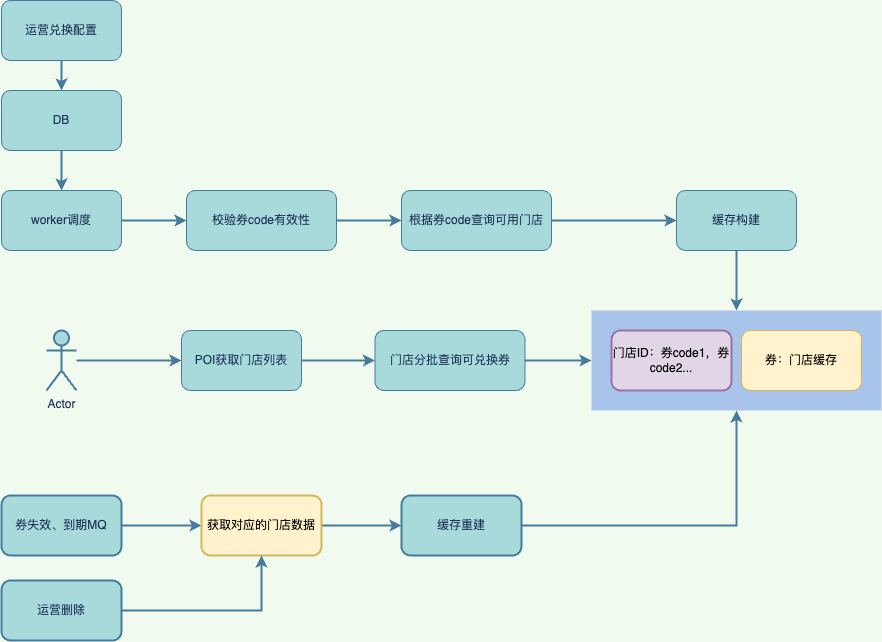 运营兑换配置
DB
worker调度
校验券code有效性
根据券code查询可用门店
缓存构建
Actor
POI获取门店列表
门店分批查询可兑换券
门店ID：券code1，券
code2...
券：门店缓存
券失效、到期MQ
获取对应的门店数据
缓存重建
运营删除